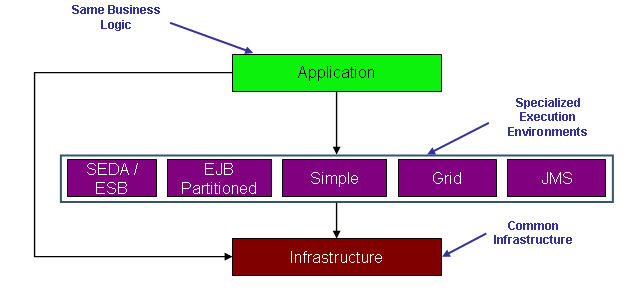 Same Business
Logic
Application
Specialized
Execution
Environments
SEDA /
ESB
EJB
Partitioned
Simple
Grid
JMS
Common
Infrastructure
Infrastructure